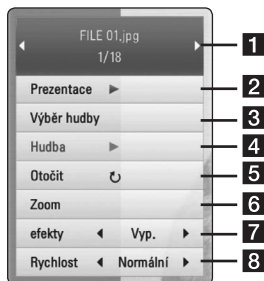 FILE 01.jpg
1/18
1
Prezentace
2
Výběr hudby
3
Hudba
4
Otočit
5
Zoom
6
efekty Vyp.
7
Rychlost Normální
8